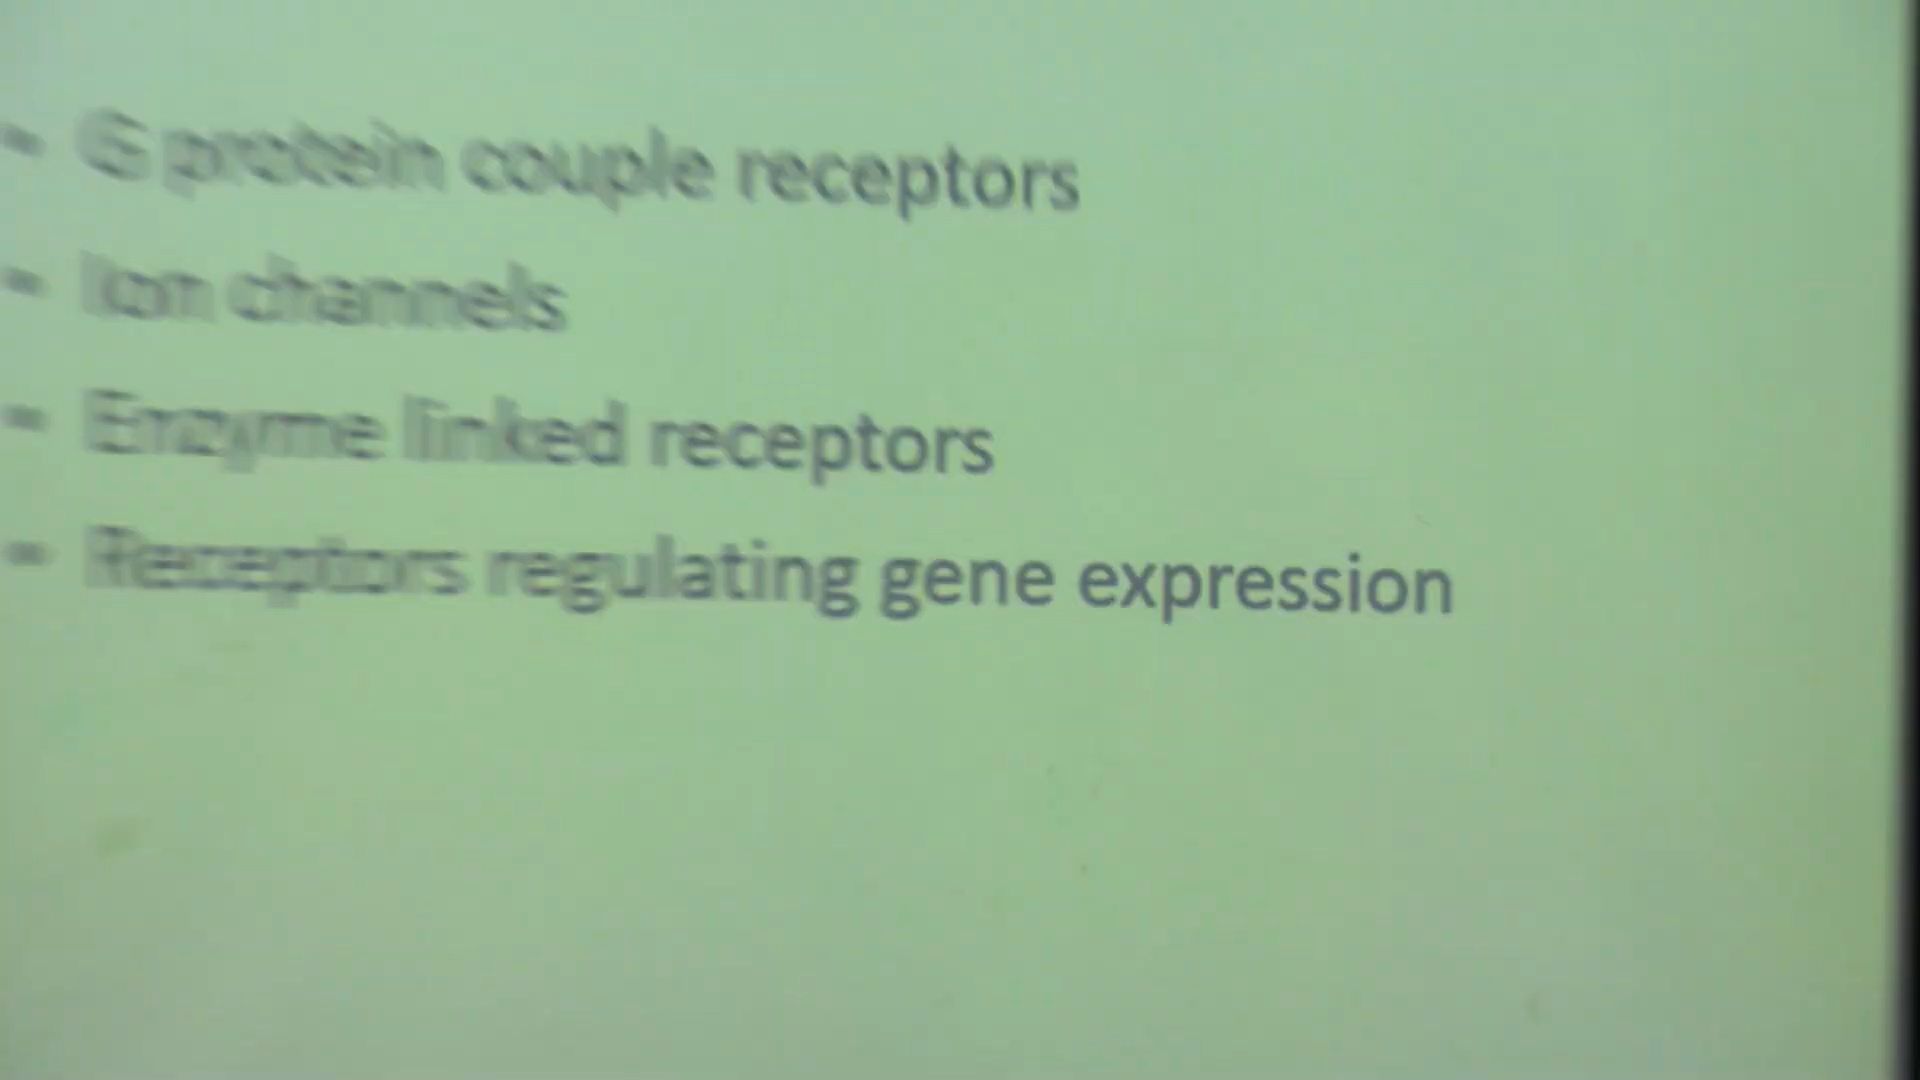 • G protein couple receptors
• Ion channels
• Enzyme linked receptors
• Receptors regulating gene expression